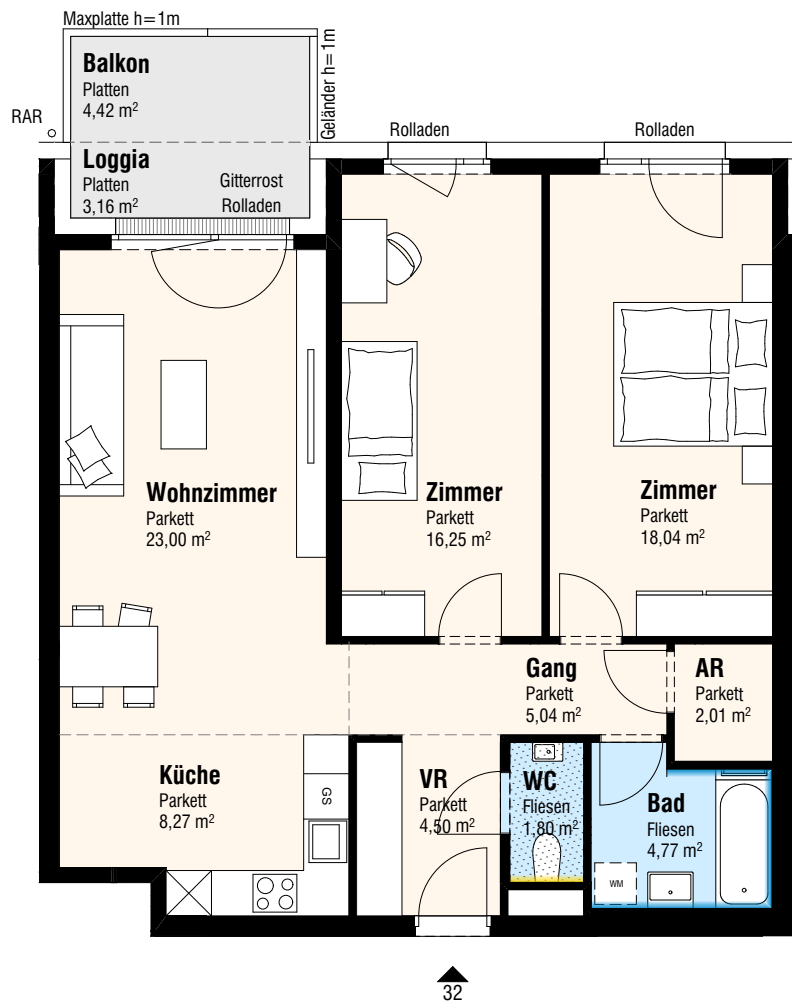 Maxplatte h=1m
Geländer h=1m
Balkon
Platten
4,42 m²
RAR
Rolladen
Rolladen
Loggia
Platten
3,16 m²
Gitterrost
Rolladen
Wohnzimmer
Parkett
23,00 m²
Zimmer
Parkett
16,25 m²
Zimmer
Parkett
18,04 m²
Gang
Parkett
5,04 m²
AR
Parkett
2,01 m²
Küche
Parkett
8,27 m²
GS
VR
Parkett
4,50 m²
WC
Fliesen
1,80 m²
Bad
Fliesen
4,77 m²
WM
32